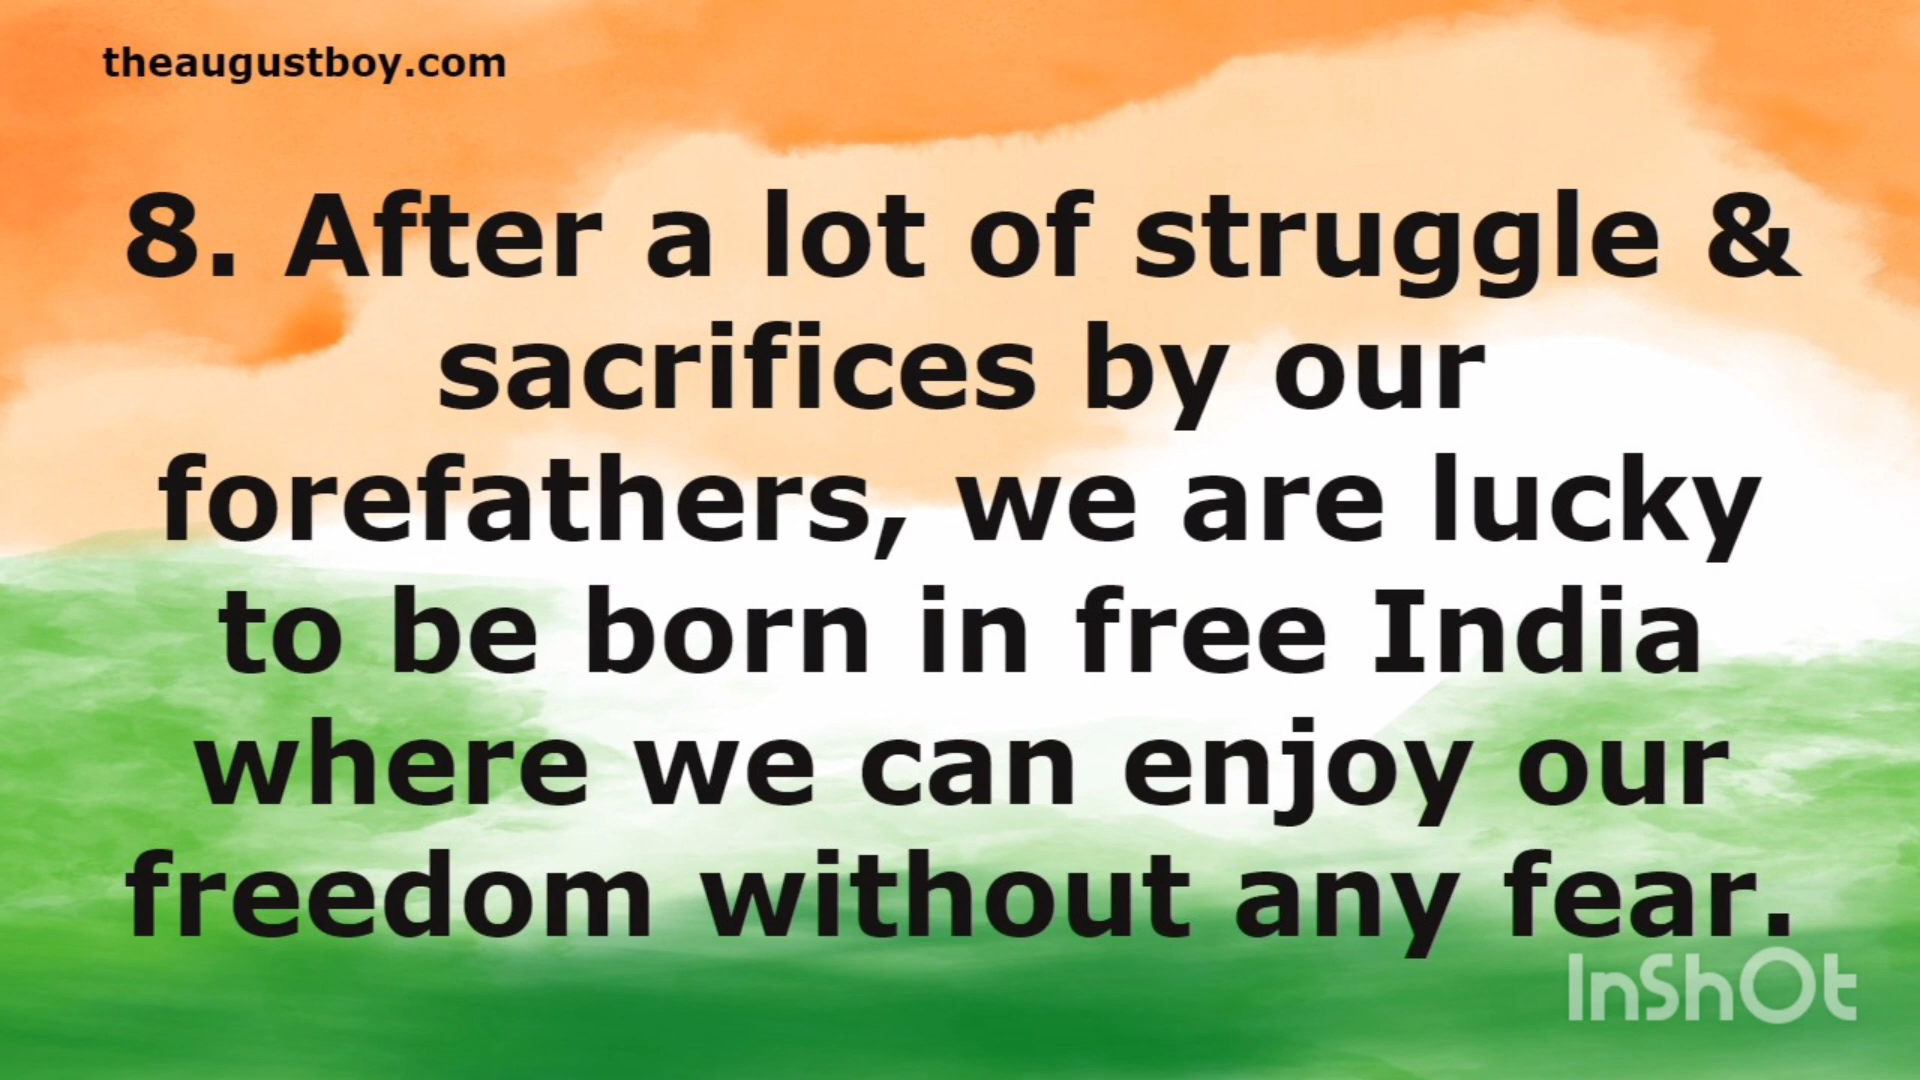 theaugustboy.com
8. After a lot of struggle &
sacrifices by our
forefathers, we are lucky
to be born in free India
where we can enjoy our
freedom without any fear.
InShOt